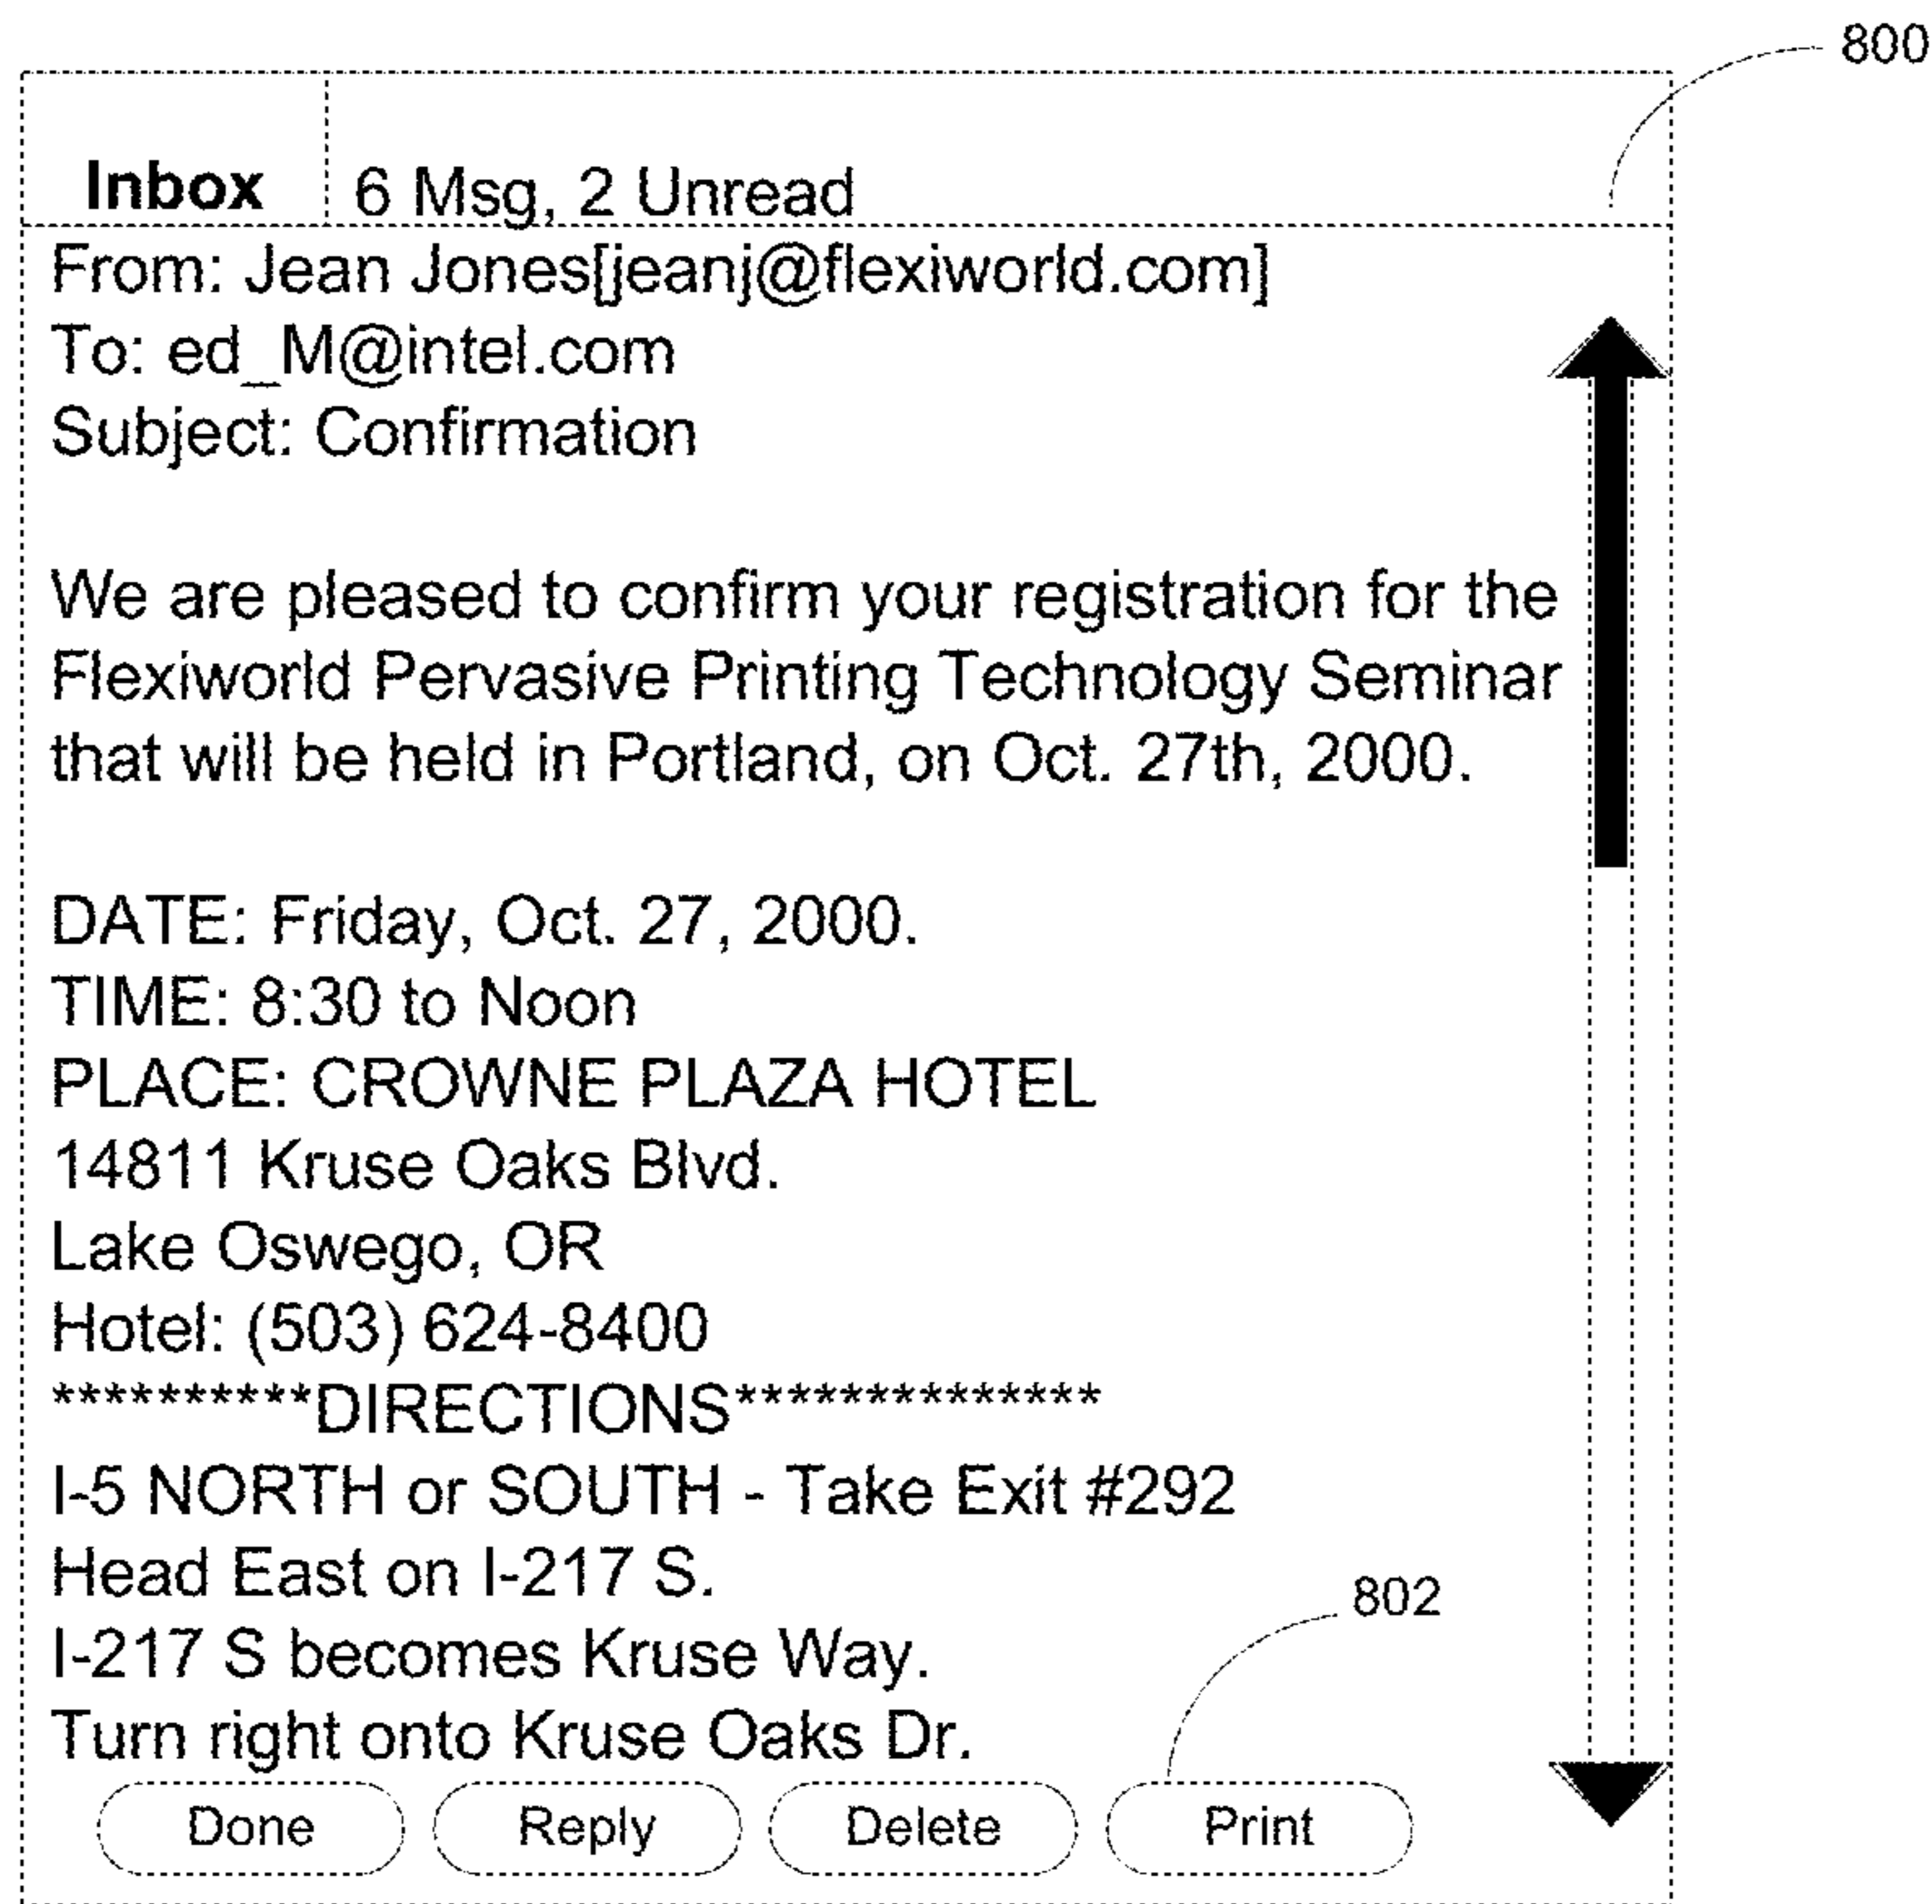 800
Inbox 6 Msg, 2 Unread
From: Jean Jones[jeanj@flexiworld.com]
To: ed_M@intel.com
Subject: Confirmation
We are pleased to confirm your registration for the
Flexiworld Pervasive Printing Technology Seminar
that will be held in Portland, on Oct. 27th, 2000.
DATE: Friday, Oct. 27, 2000.
TIME: 8:30 to Noon
PLACE: CROWNE PLAZA HOTEL
14811 Kruse Oaks Blvd.
Lake Oswego, OR
Hotel: (503) 624-8400
**********DIRECTIONS**************
I-5 NORTH or SOUTH - Take Exit #292
Head East on I-217 S.
802
I-217 S becomes Kruse Way.
Turn right onto Kruse Oaks Dr.
Done Reply Delete Print